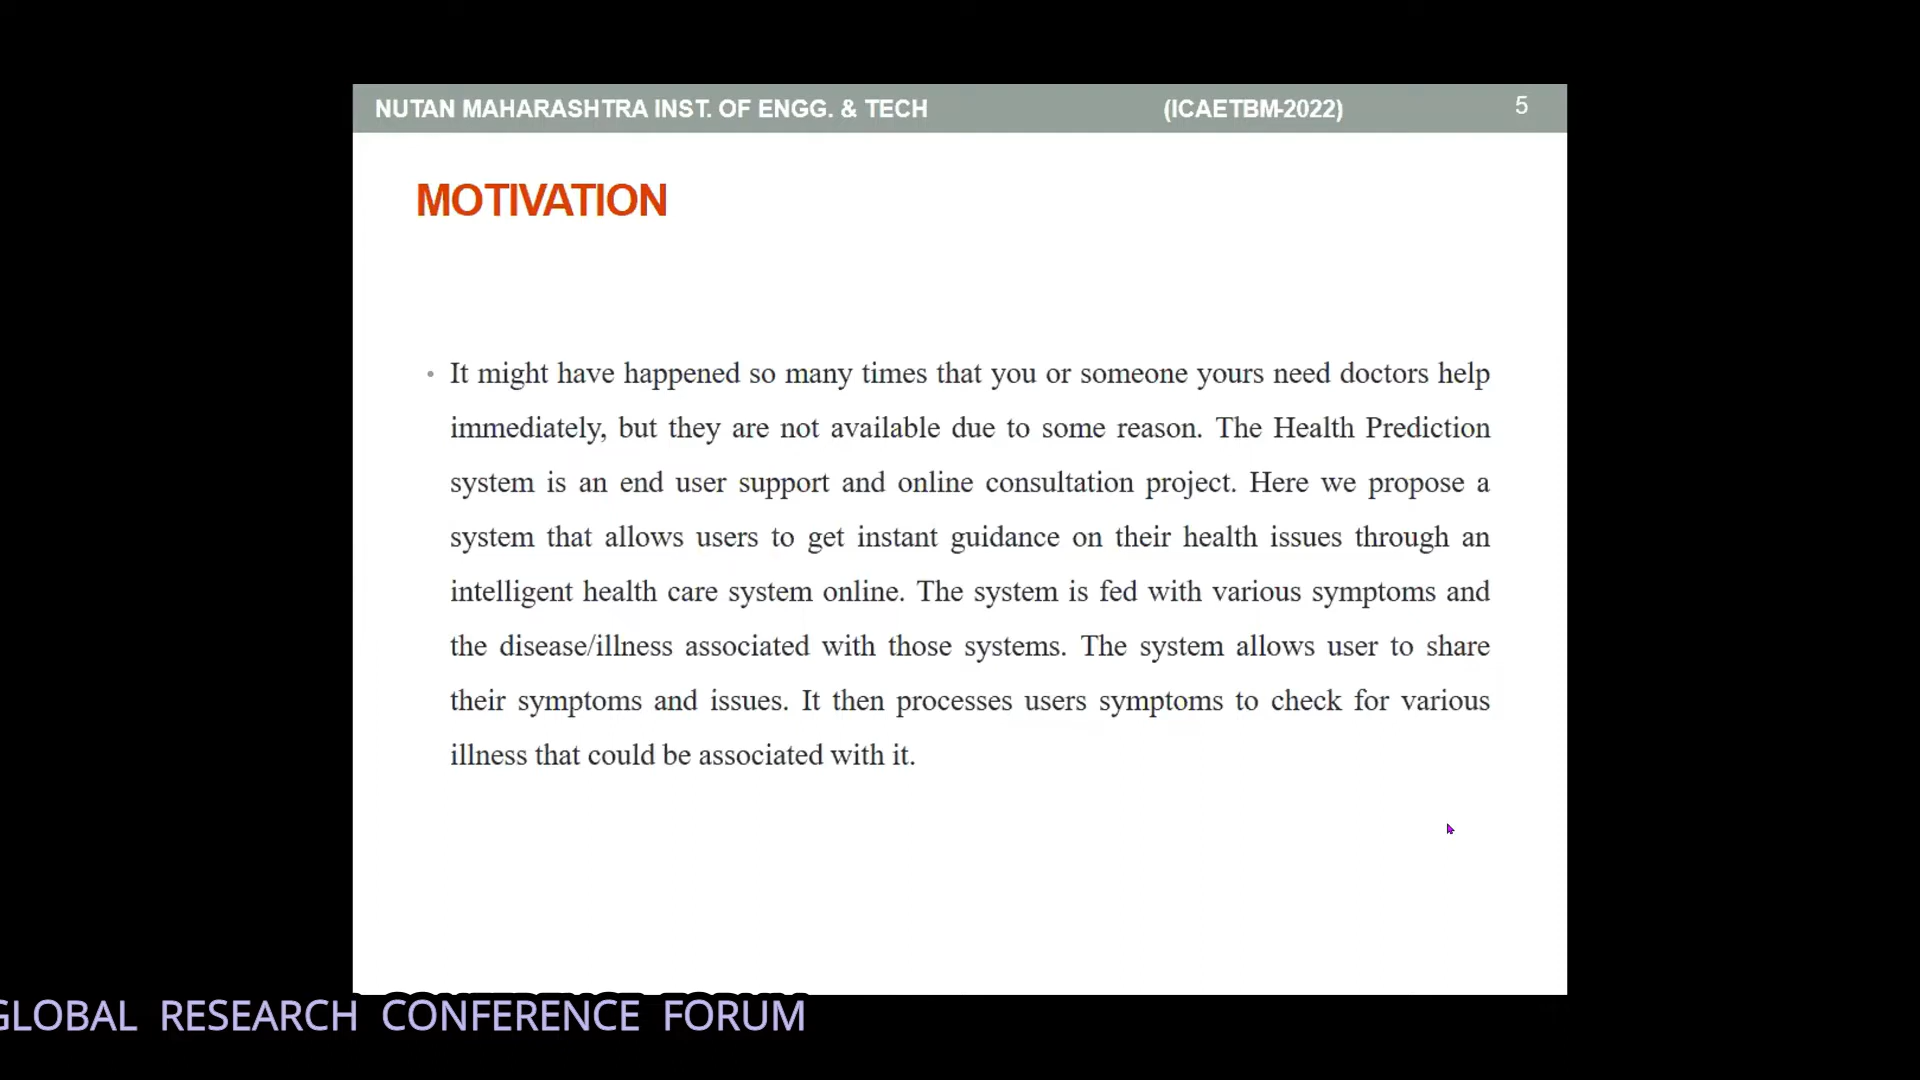 NUTAN MAHARASHTRA INST. OF ENGG. & TECH (ICAETBM-2022) 5
MOTIVATION
• It might have happened so many times that you or someone yours need doctors help
immediately, but they are not available due to some reason. The Health Prediction
system is an end user support and online consultation project. Here we propose a
system that allows users to get instant guidance on their health issues through an
intelligent health care system online. The system is fed with various symptoms and
the disease/illness associated with those systems. The system allows user to share
their symptoms and issues. It then processes users symptoms to check for various
illness that could be associated with it.
GLOBAL RESEARCH CONFERENCE FORUM